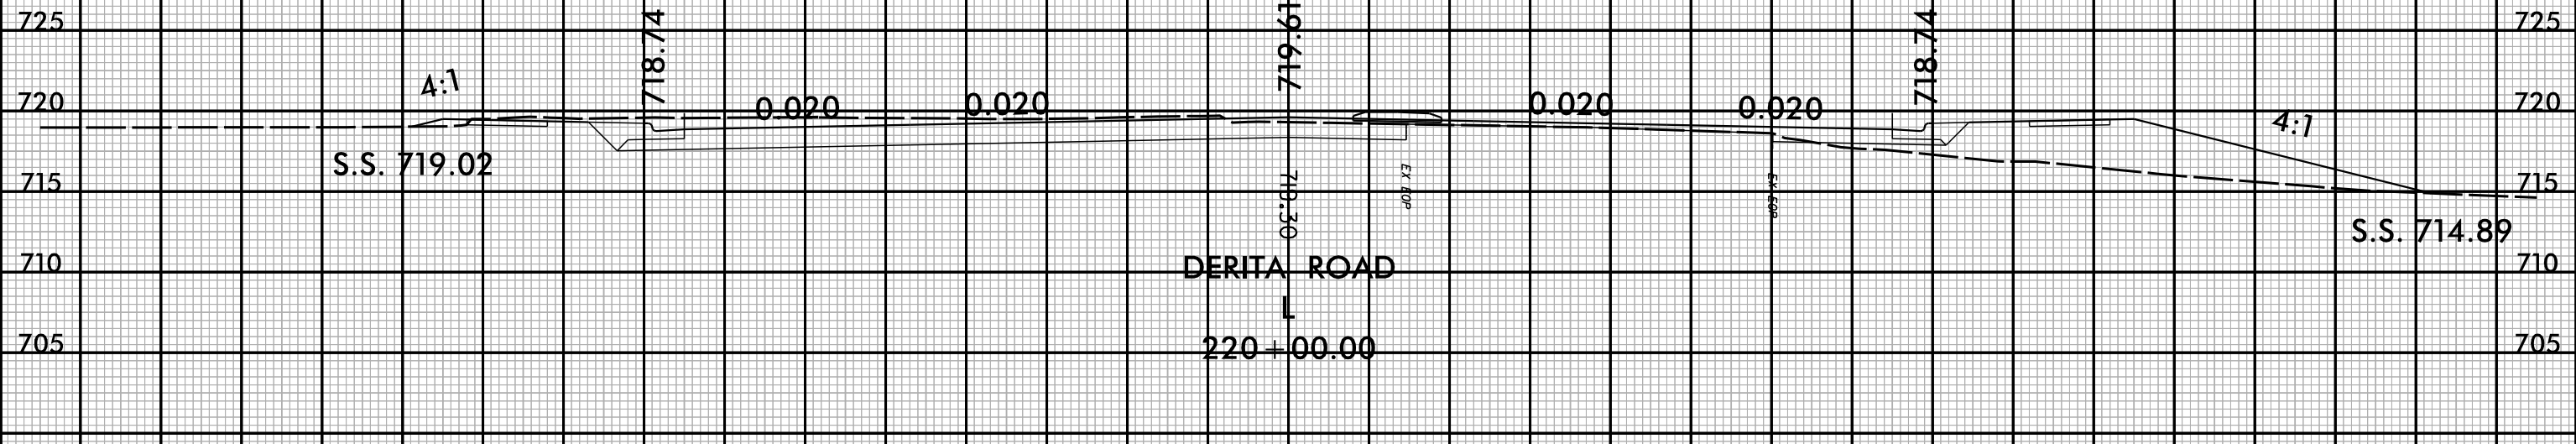 725 718.74 719.61 718.74 725
4:1
720 0.020 0.020 0.020 0.020 720
4:1
S.S. 719.02
EX EOP
EX EOP
715 719.30 715
S.S. 714.89
710 DERITA ROAD 710
L
705 220+00.00 705